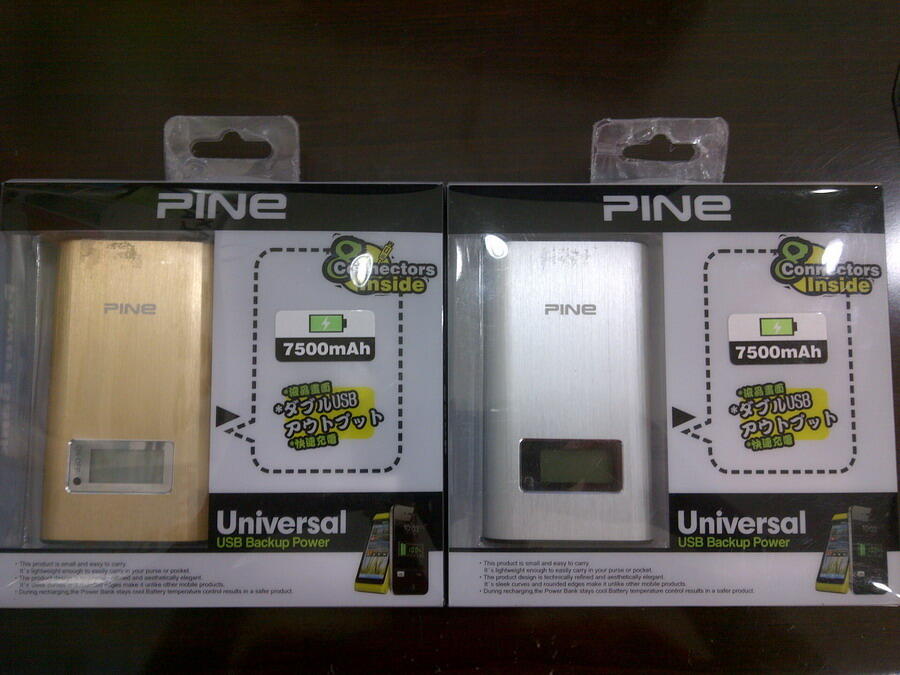 PINE
8
Connectors
Inside
PINE
7500mAh
*液晶畫面
*ダブルUSB
アウトプット
*快速充電
Universal
USB Backup Power
· This product is small and easy to carry.
It's lightweight enough to easily carry in your purse or pocket.
· The product design is technically refined and aesthetically elegant.
It's sleek curves and rounded edges make it unlike other mobile products.
· During recharging,the Power Bank stays cool.Battery temperature control results in a safer product.
PINE
8
Connectors
Inside
PINE
7500mAh
*液晶畫面
*ダブルUSB
アウトプット
*快速充電
Universal
USB Backup Power
· This product is small and easy to carry.
It's lightweight enough to easily carry in your purse or pocket.
· The product design is technically refined and aesthetically elegant.
It's sleek curves and rounded edges make it unlike other mobile products.
· During recharging,the Power Bank stays cool.Battery temperature control results in a safer product.